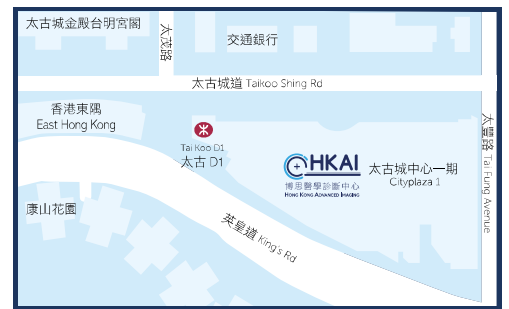 太古城金殿台明宮閣
太茂路
交通銀行
太古城道 Taikoo Shing Rd
香港東隅
East Hong Kong
Tai Koo D1
太古 D1
HKAI
博思醫學診斷中心
HONG KONG ADVANCED IMAGING
太古城中心一期
Cityplaza 1
太豐路 Tai Fung Avenue
康山花園
英皇道 King's Rd